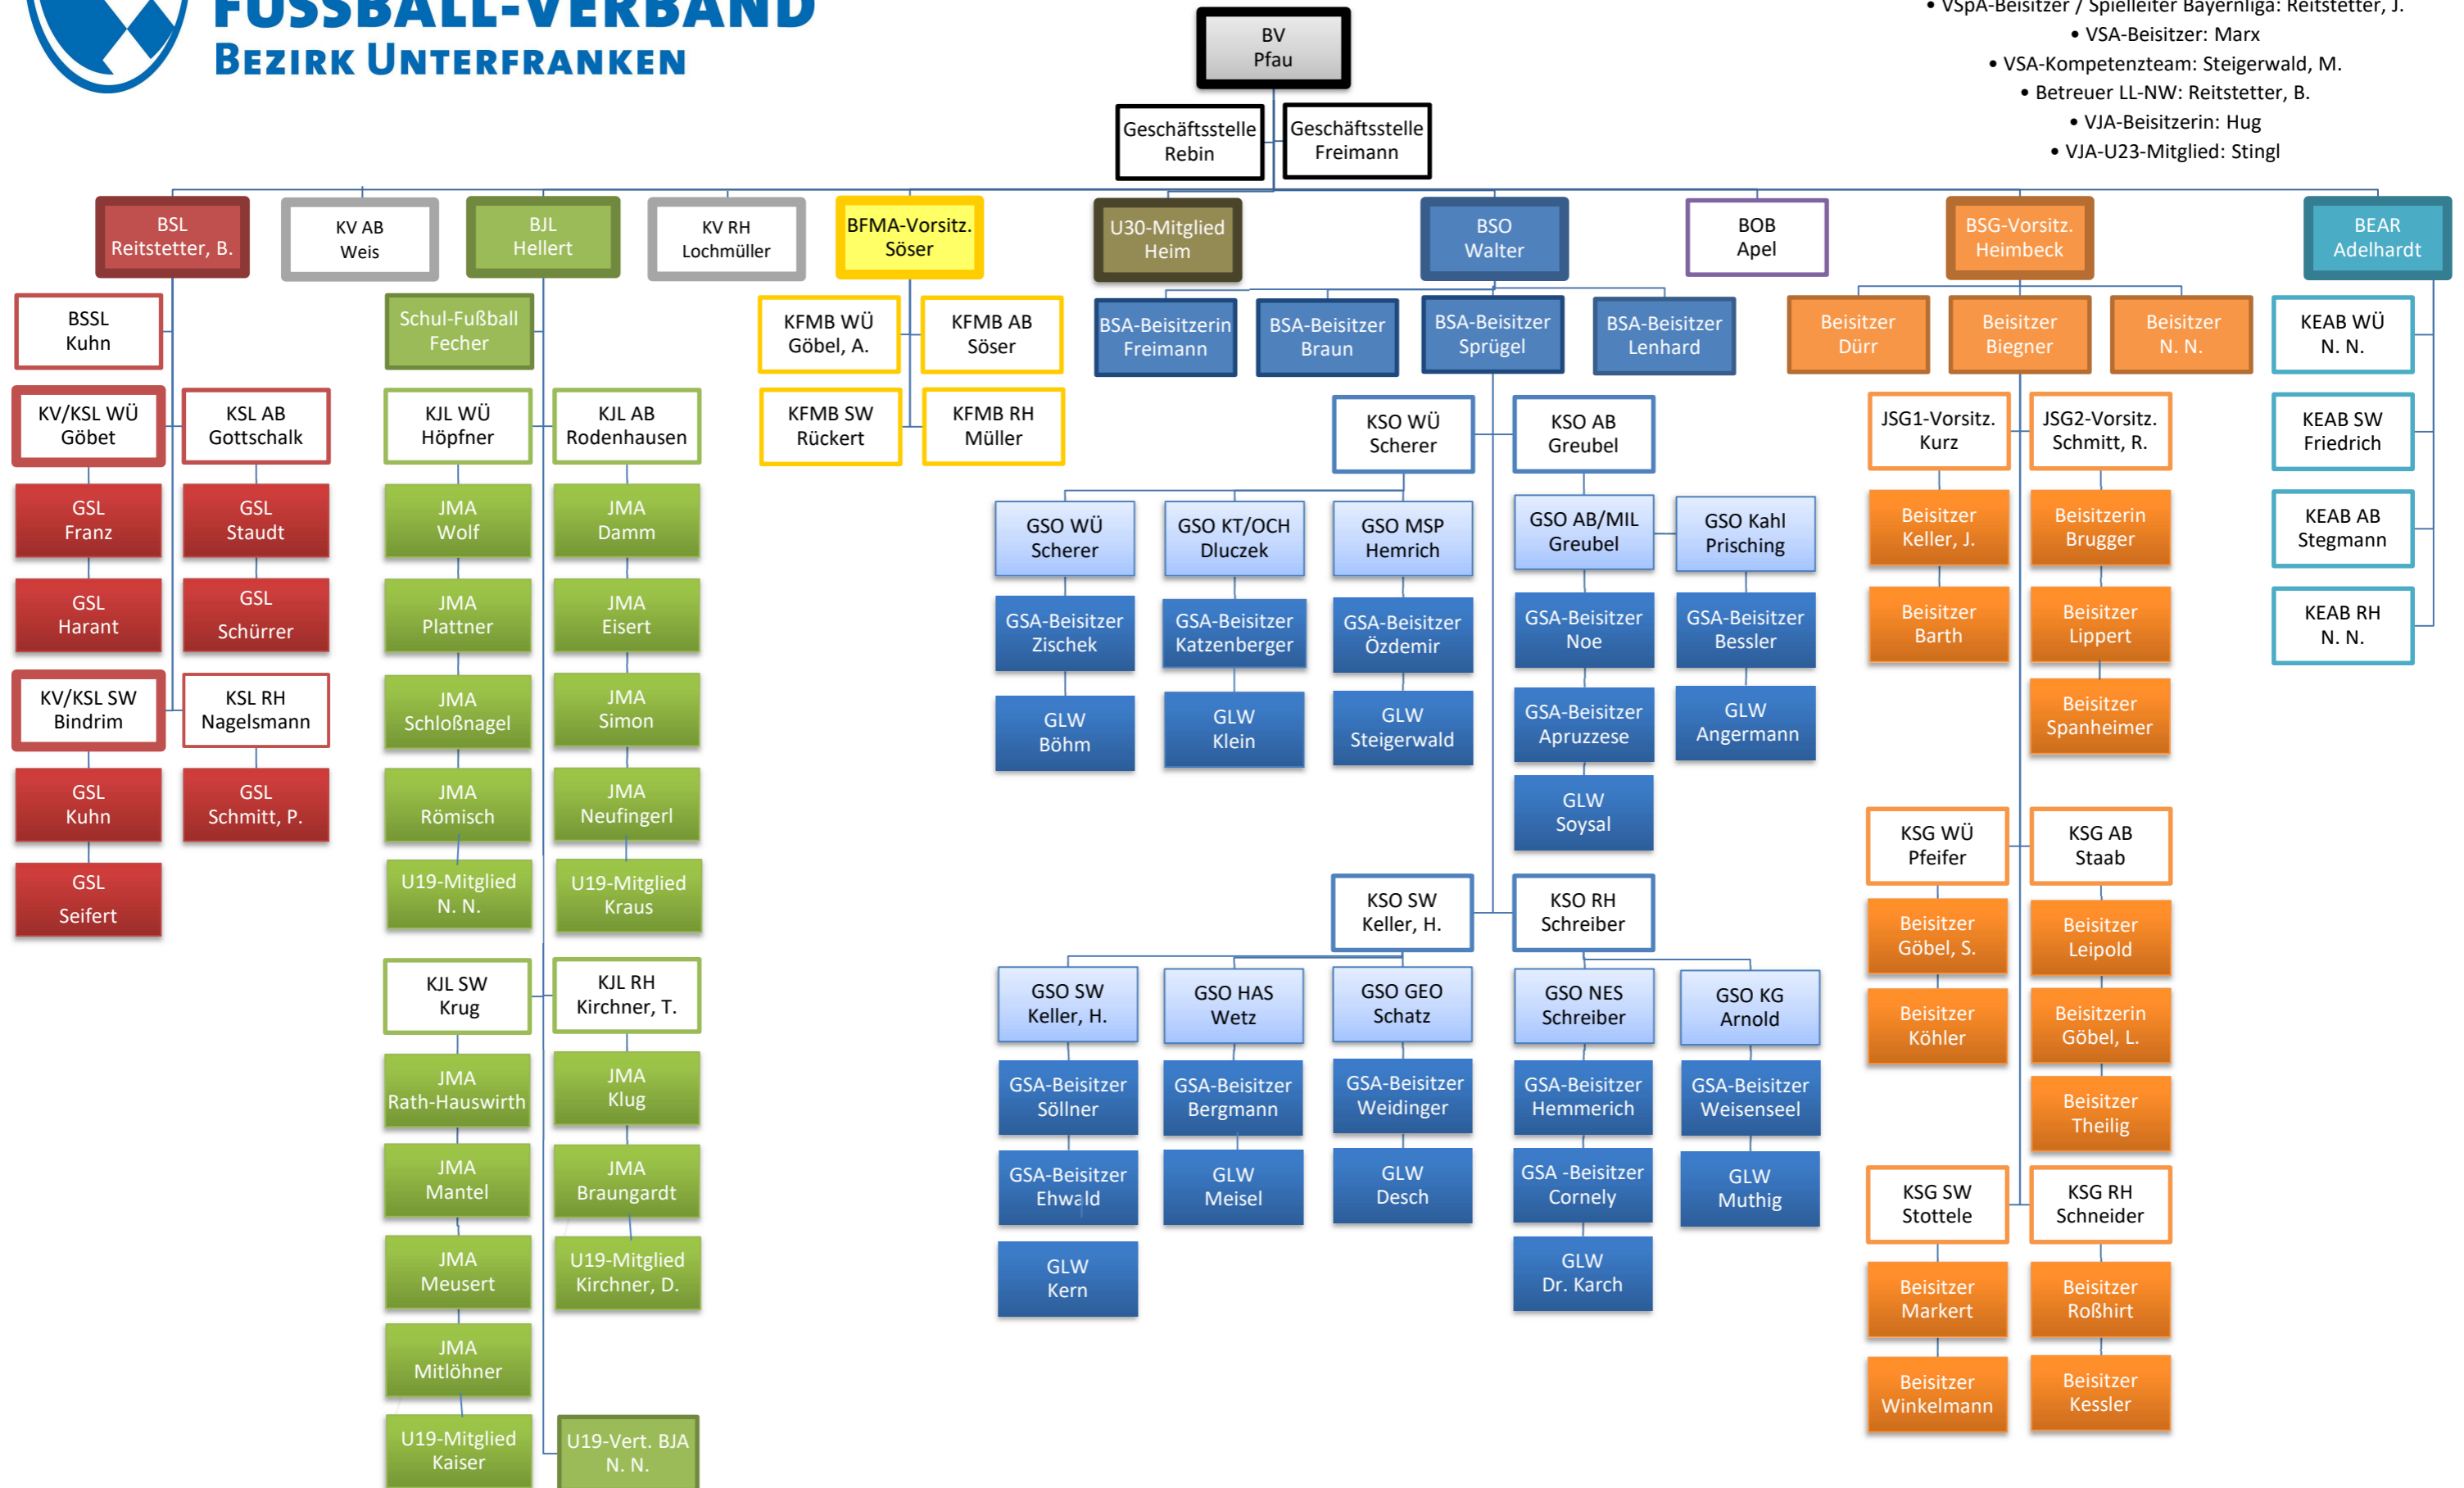 FUSSBALL-VERBAND
BEZIRK UNTERFRANKEN
• VSpA-Beisitzer / Spielleiter Bayernliga: Reitstetter, J.
• VSA-Beisitzer: Marx
• VSA-Kompetenzteam: Steigerwald, M.
• Betreuer LL-NW: Reitstetter, B.
• VJA-Beisitzerin: Hug
• VJA-U23-Mitglied: Stingl
BV
Pfau
Geschäftsstelle
Rebin
Geschäftsstelle
Freimann
BSL
Reitstetter, B.
KV AB
Weis
BJL
Hellert
KV RH
Lochmüller
BFMA-Vorsitz.
Söser
U30-Mitglied
Heim
BSO
Walter
BOB
Apel
BSG-Vorsitz.
Heimbeck
BEAR
Adelhardt
BSSL
Kuhn
KV/KSL WÜ
Göbet
KSL AB
Gottschalk
GSL
Franz
GSL
Staudt
GSL
Harant
GSL
Schürrer
KV/KSL SW
Bindrim
KSL RH
Nagelsmann
GSL
Kuhn
GSL
Schmitt, P.
GSL
Seifert
Schul-Fußball
Fecher
KJL WÜ
Höpfner
KJL AB
Rodenhausen
JMA
Wolf
JMA
Damm
JMA
Plattner
JMA
Eisert
JMA
Schloßnagel
JMA
Simon
JMA
Römisch
JMA
Neufingerl
U19-Mitglied
N. N.
U19-Mitglied
Kraus
KJL SW
Krug
KJL RH
Kirchner, T.
JMA
Rath-Hauswirth
JMA
Klug
JMA
Mantel
JMA
Braungardt
JMA
Meusert
U19-Mitglied
Kirchner, D.
JMA
Mitlöhner
U19-Mitglied
Kaiser
U19-Vert. BJA
N. N.
KFMB WÜ
Göbel, A.
KFMB AB
Söser
KFMB SW
Rückert
KFMB RH
Müller
BSA-Beisitzerin
Freimann
BSA-Beisitzer
Braun
BSA-Beisitzer
Sprügel
BSA-Beisitzer
Lenhard
KSO WÜ
Scherer
KSO AB
Greubel
GSO WÜ
Scherer
GSO KT/OCH
Dluczek
GSO MSP
Hemrich
GSO AB/MIL
Greubel
GSO Kahl
Prisching
GSA-Beisitzer
Zischek
GSA-Beisitzer
Katzenberger
GSA-Beisitzer
Özdemir
GSA-Beisitzer
Noe
GSA-Beisitzer
Bessler
GLW
Böhm
GLW
Klein
GLW
Steigerwald
GSA-Beisitzer
Apruzzese
GLW
Angermann
GLW
Soysal
KSO SW
Keller, H.
KSO RH
Schreiber
GSO SW
Keller, H.
GSO HAS
Wetz
GSO GEO
Schatz
GSO NES
Schreiber
GSO KG
Arnold
GSA-Beisitzer
Söllner
GSA-Beisitzer
Bergmann
GSA-Beisitzer
Weidinger
GSA-Beisitzer
Hemmerich
GSA-Beisitzer
Weisenseel
GSA-Beisitzer
Ehwald
GLW
Meisel
GLW
Desch
GSA -Beisitzer
Cornely
GLW
Muthig
GLW
Kern
GLW
Dr. Karch
Beisitzer
Dürr
Beisitzer
Biegner
Beisitzer
N. N.
JSG1-Vorsitz.
Kurz
JSG2-Vorsitz.
Schmitt, R.
Beisitzer
Keller, J.
Beisitzerin
Brugger
Beisitzer
Barth
Beisitzer
Lippert
Beisitzer
Spanheimer
KSG WÜ
Pfeifer
KSG AB
Staab
Beisitzer
Göbel, S.
Beisitzer
Leipold
Beisitzer
Köhler
Beisitzerin
Göbel, L.
Beisitzer
Theilig
KSG SW
Stottele
KSG RH
Schneider
Beisitzer
Markert
Beisitzer
Roßhirt
Beisitzer
Winkelmann
Beisitzer
Kessler
KEAB WÜ
N. N.
KEAB SW
Friedrich
KEAB AB
Stegmann
KEAB RH
N. N.